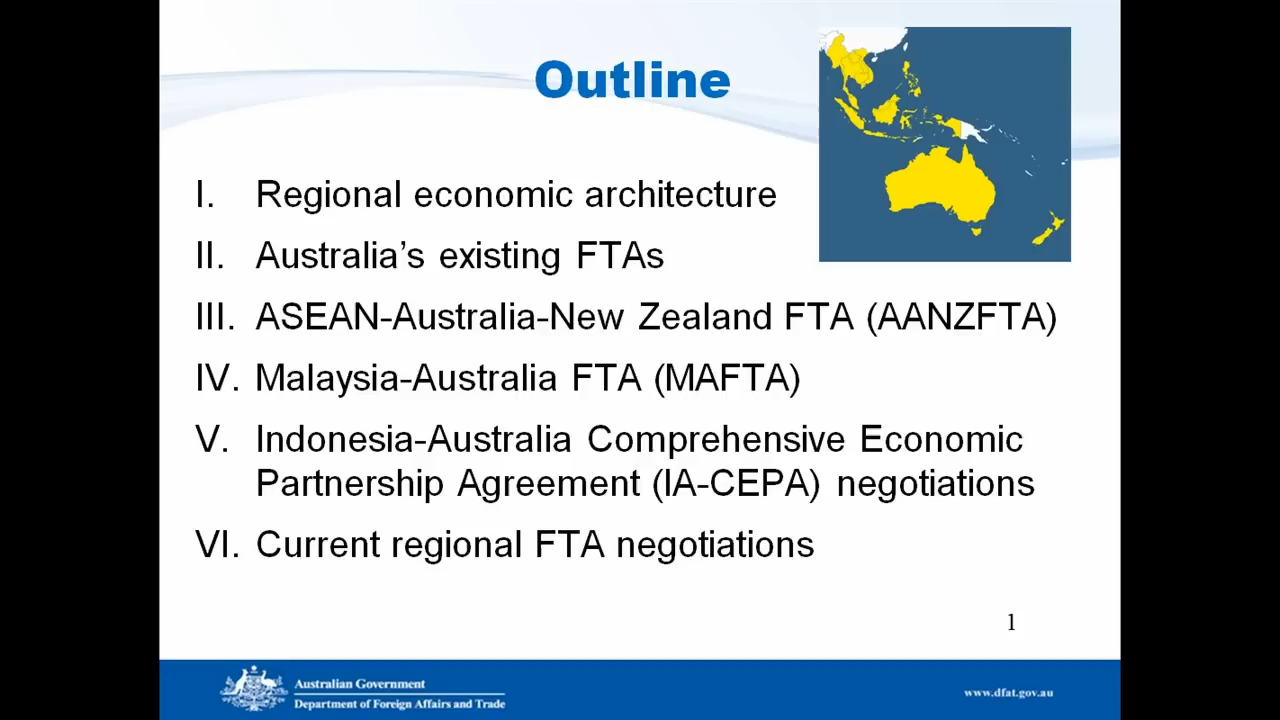 Outline
I. Regional economic architecture
II. Australia’s existing FTAs
III. ASEAN-Australia-New Zealand FTA (AANZFTA)
IV. Malaysia-Australia FTA (MAFTA)
V. Indonesia-Australia Comprehensive Economic
Partnership Agreement (IA-CEPA) negotiations
VI. Current regional FTA negotiations
1
Australian Government
Department of Foreign Affairs and Trade
www.dfat.gov.au